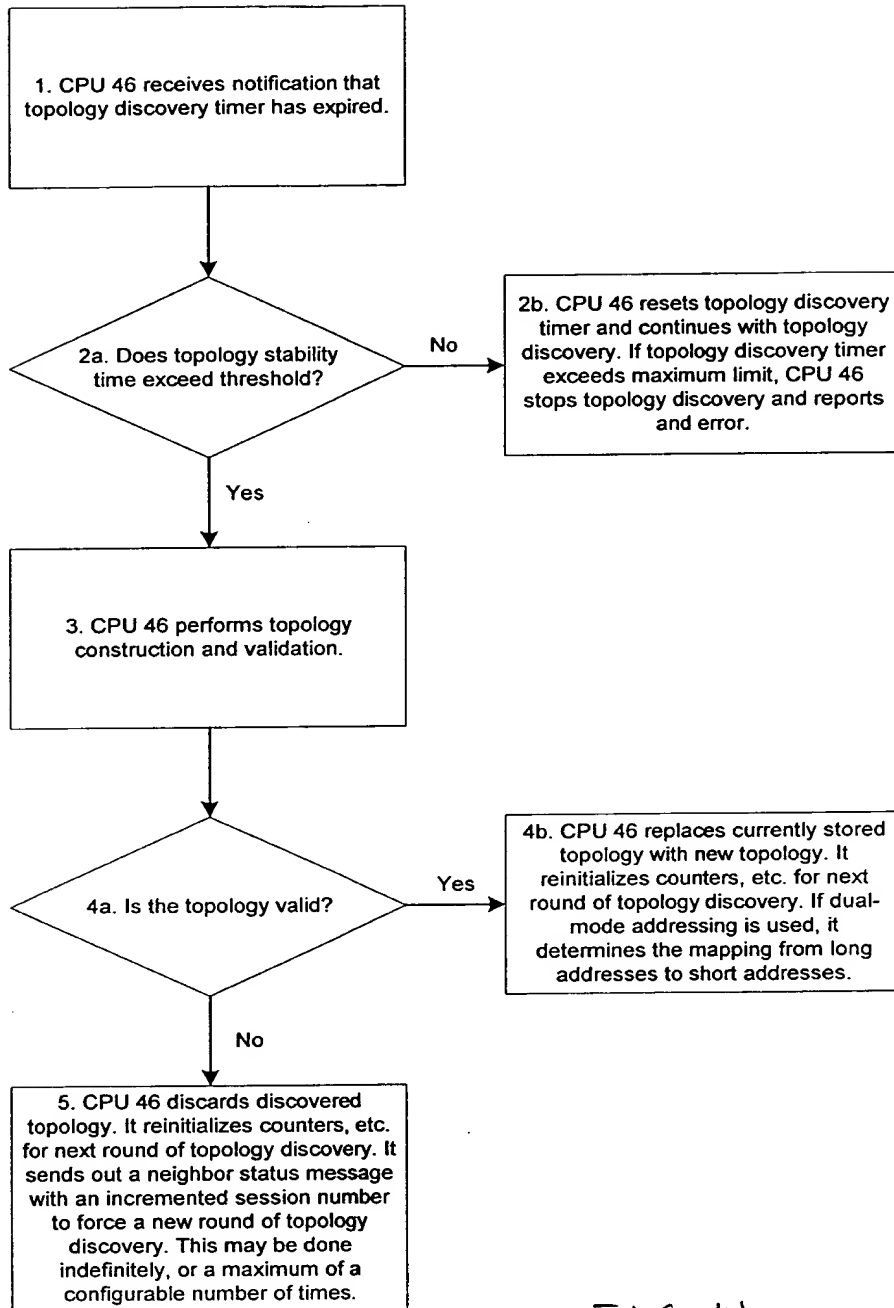 1. CPU 46 receives notification that
topology discovery timer has expired.
2a. Does topology stability
time exceed threshold?
No
2b. CPU 46 resets topology discovery
timer and continues with topology
discovery. If topology discovery timer
exceeds maximum limit, CPU 46
stops topology discovery and reports
and error.
Yes
3. CPU 46 performs topology
construction and validation.
4a. Is the topology valid?
Yes
4b. CPU 46 replaces currently stored
topology with new topology. It
reinitializes counters, etc. for next
round of topology discovery. If dual-
mode addressing is used, it
determines the mapping from long
addresses to short addresses.
No
5. CPU 46 discards discovered
topology. It reinitializes counters, etc.
for next round of topology discovery. It
sends out a neighbor status message
with an incremented session number
to force a new round of topology
discovery. This may be done
indefinitely, or a maximum of a
configurable number of times.